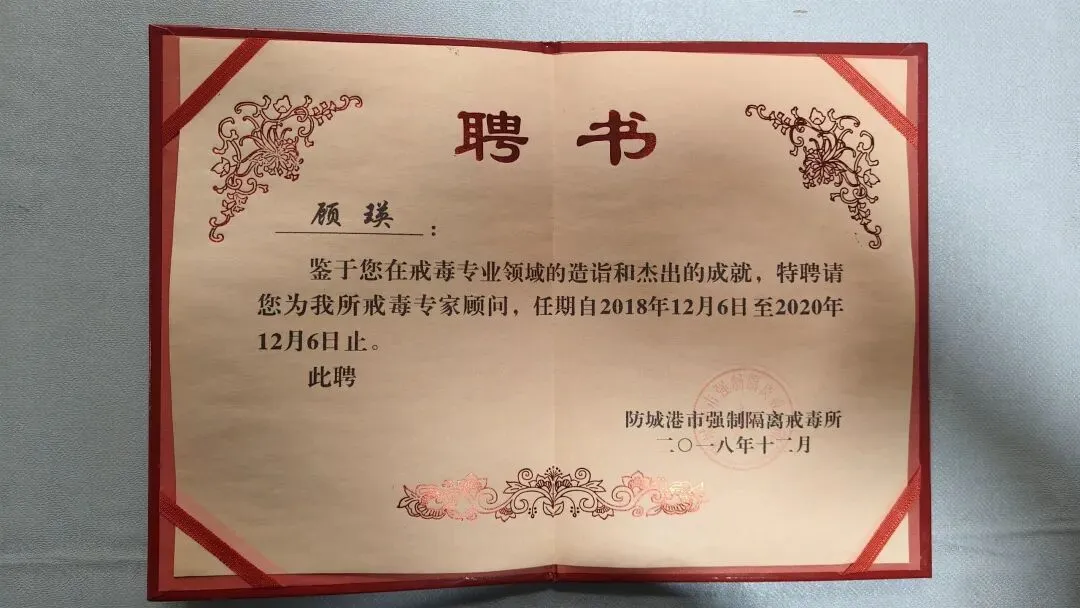 聘书
顾瑛：
鉴于您在戒毒专业领域的造诣和杰出的成就，特聘请
您为我所戒毒专家顾问，任期自2018年12月6日至2020年
12月6日止。
此聘
防城港市强制隔离戒毒所
二〇一八年十二月